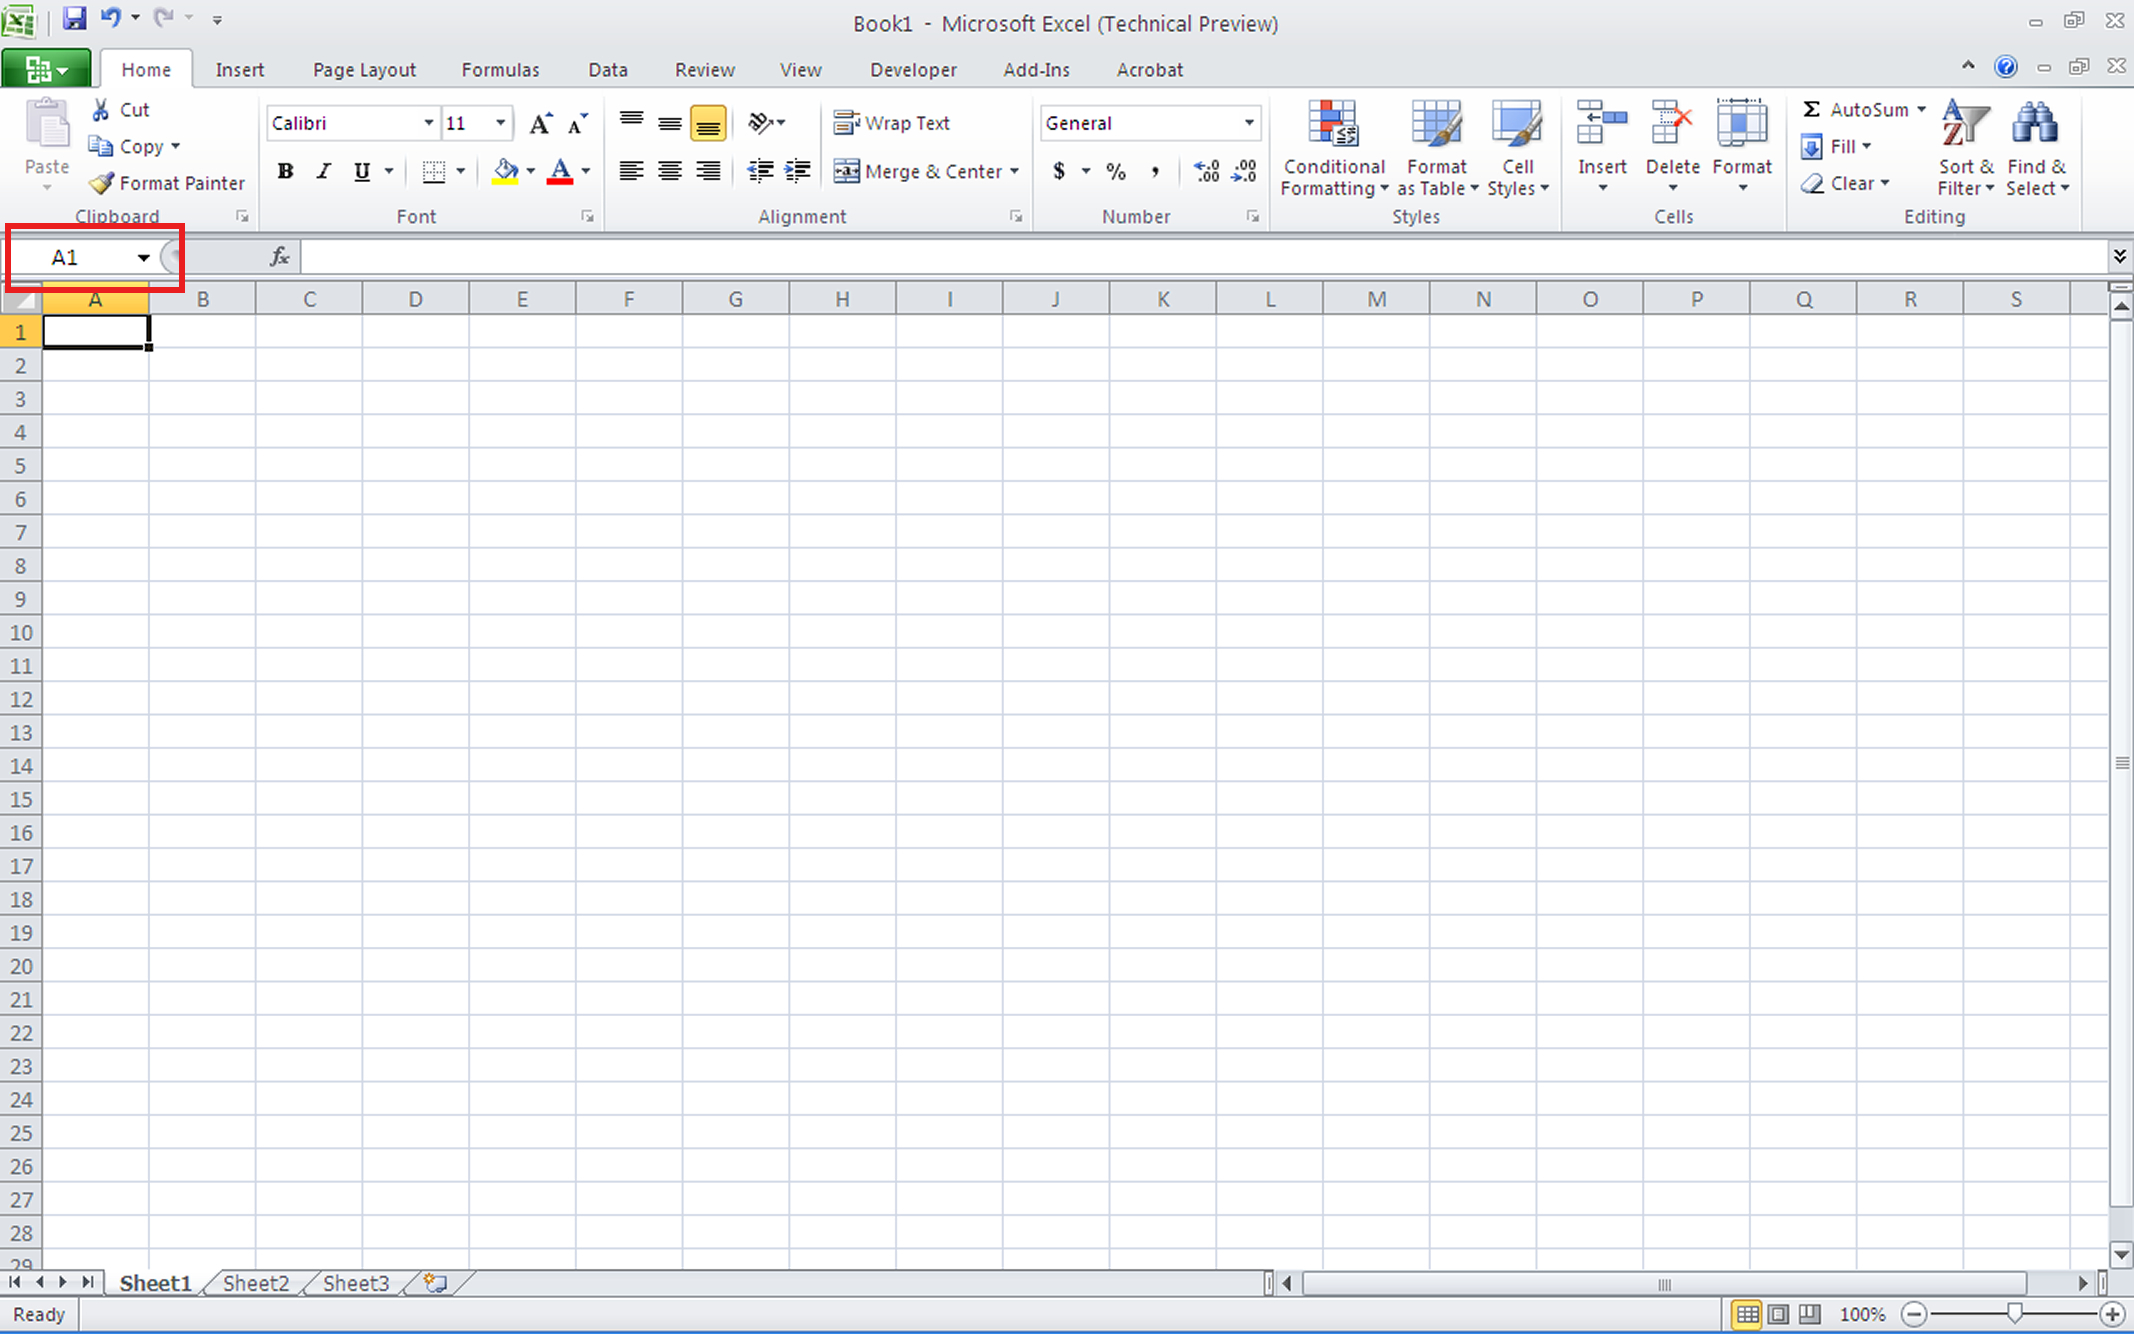 Book1 - Microsoft Excel (Technical Preview)
Home Insert Page Layout Formulas Data Review View Developer Add-Ins Acrobat
Paste
Cut
Copy
Format Painter
Clipboard
Calibri 11
B I U A
Font
Wrap Text
Merge & Center
Alignment
General
$ % ,
Number
Conditional Formatting
Format as Table
Cell Styles
Styles
Insert Delete Format
Cells
Σ AutoSum
Fill
Clear
Sort & Filter
Find & Select
Editing
A1 fx
A B C D E F G H I J K L M N O P Q R S
1
2
3
4
5
6
7
8
9
10
11
12
13
14
15
16
17
18
19
20
21
22
23
24
25
26
27
28
29
Sheet1 Sheet2 Sheet3
Ready 100%